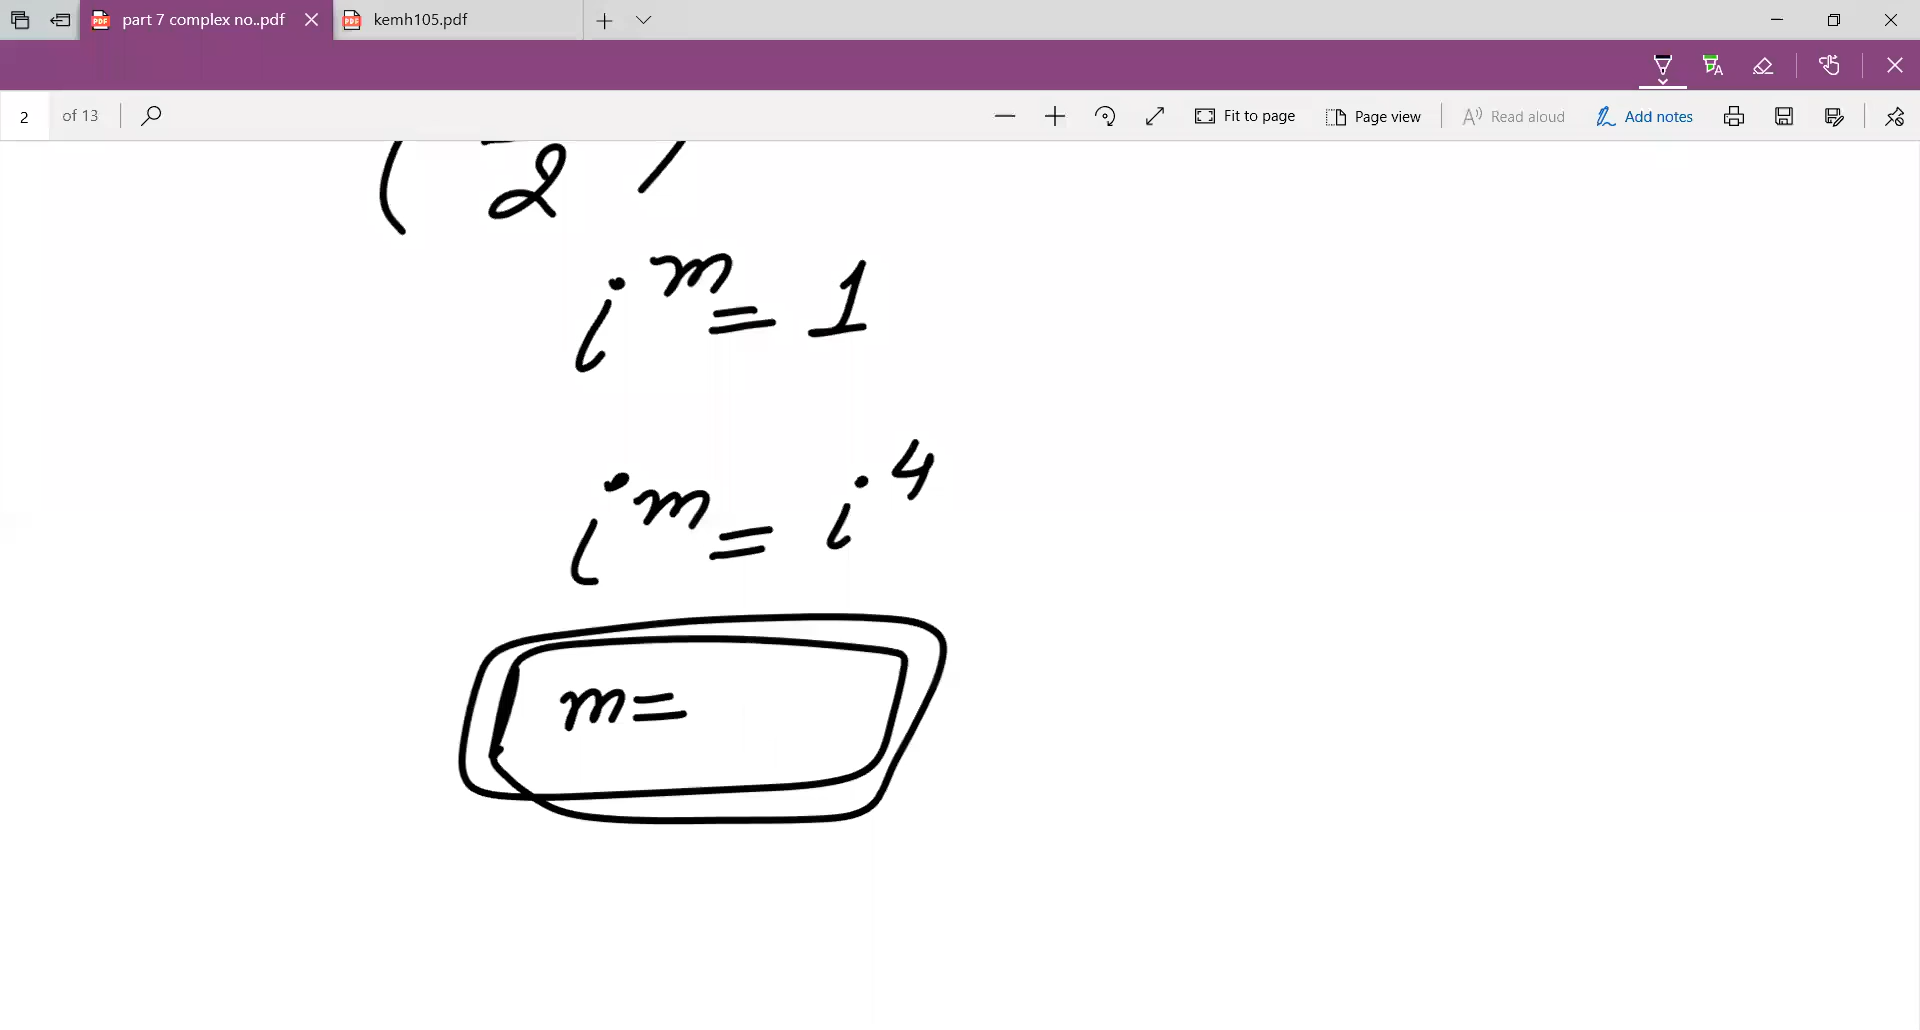 part 7 complex no..pdf kemh105.pdf
2 of 13 Fit to page Page view Read aloud Add notes
( 2 )
i^m = 1
i^m = i^4
m =